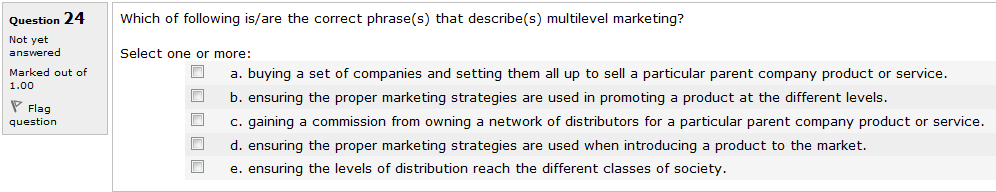 Question 24
Not yet
answered
Marked out of
1.00
Flag
question
Which of following is/are the correct phrase(s) that describe(s) multilevel marketing?
Select one or more:
a. buying a set of companies and setting them all up to sell a particular parent company product or service.
b. ensuring the proper marketing strategies are used in promoting a product at the different levels.
c. gaining a commission from owning a network of distributors for a particular parent company product or service.
d. ensuring the proper marketing strategies are used when introducing a product to the market.
e. ensuring the levels of distribution reach the different classes of society.